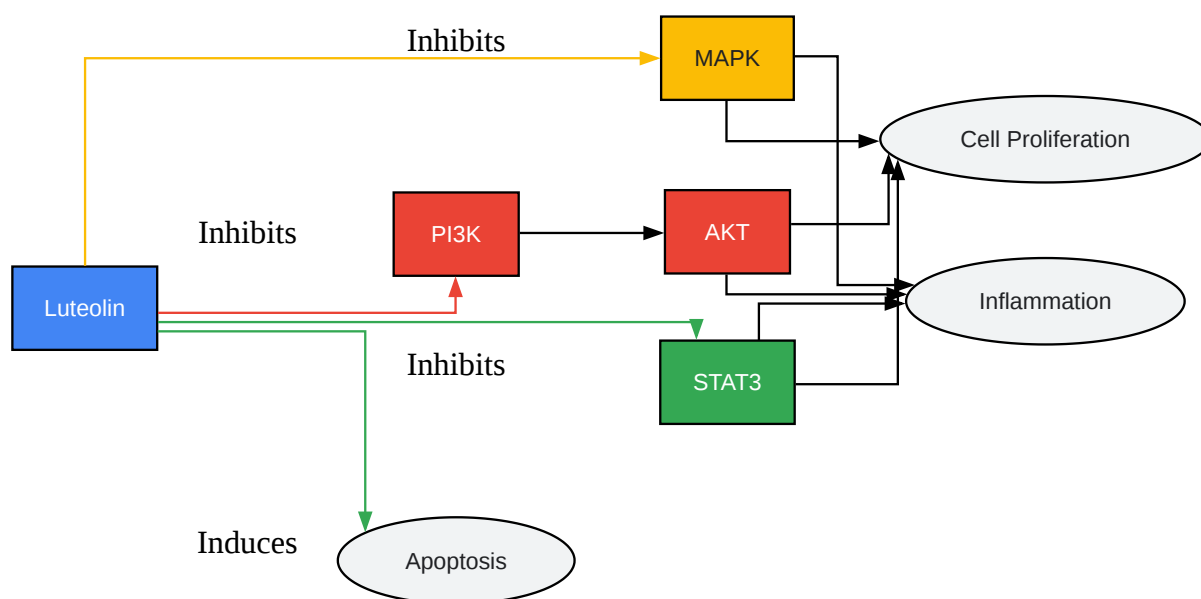 Inhibits
MAPK
Cell Proliferation
Inhibits
PI3K
AKT
Luteolin
Inflammation
Inhibits
STAT3
Induces
Apoptosis